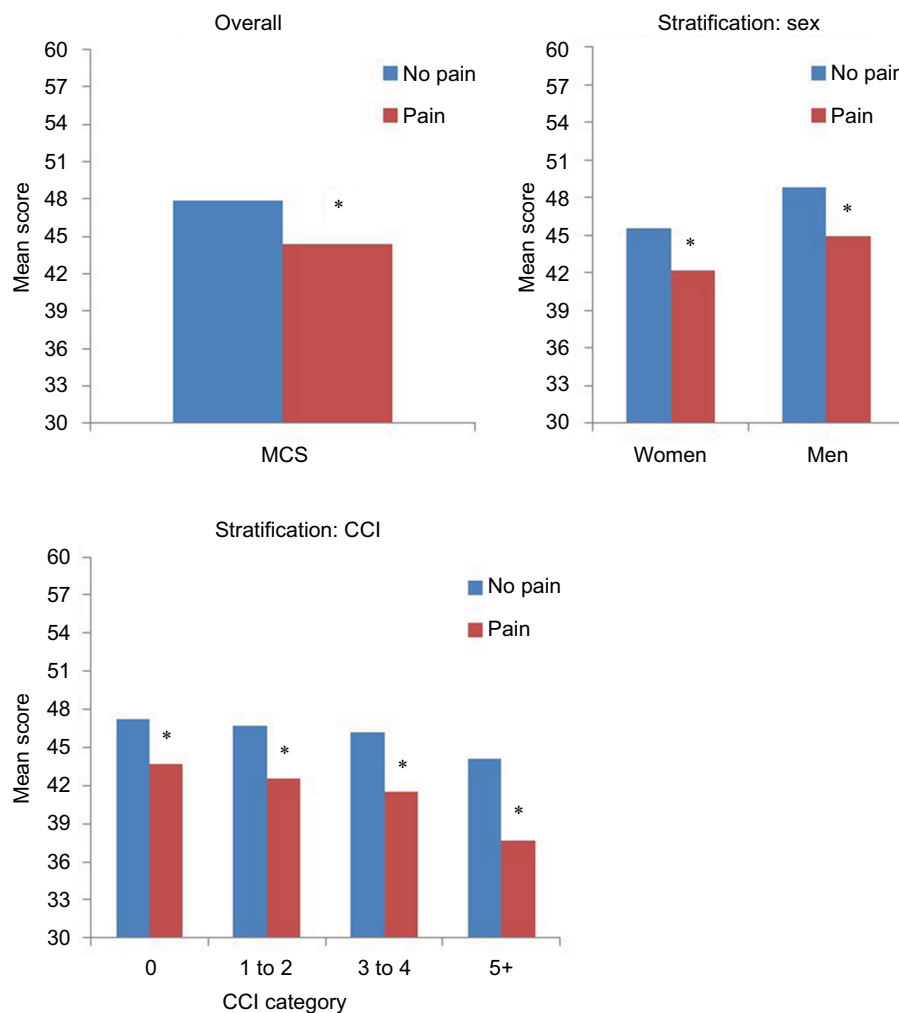 Overall
60
57
54
51
48
45
42
39
36
33
30
Mean score
No pain
Pain
*
MCS
Stratification: sex
60
57
54
51
48
45
42
39
36
33
30
Mean score
No pain
Pain
*
*
Women Men
Stratification: CCI
60
57
54
51
48
45
42
39
36
33
30
Mean score
No pain
Pain
*
*
*
*
0 1 to 2 3 to 4 5+
CCI category